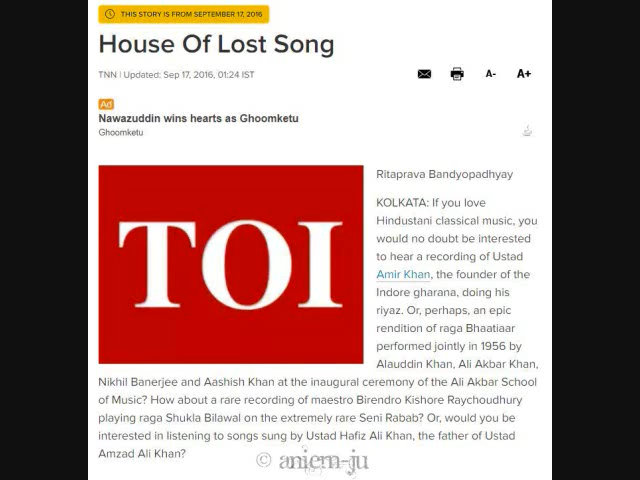 THIS STORY IS FROM SEPTEMBER 17, 2016
House Of Lost Song
TNN | Updated: Sep 17, 2016, 01:24 IST
A- A+
Ad
Nawazuddin wins hearts as Ghoomketu
Ghoomketu
TOI
Ritaprava Bandyopadhyay
KOLKATA: If you love
Hindustani classical music, you
would no doubt be interested
to hear a recording of Ustad
Amir Khan, the founder of the
Indore gharana, doing his
riyaz. Or, perhaps, an epic
rendition of raga Bhaatiaar
performed jointly in 1956 by
Alauddin Khan, Ali Akbar Khan,
Nikhil Banerjee and Aashish Khan at the inaugural ceremony of the Ali Akbar School
of Music? How about a rare recording of maestro Birendro Kishore Raychoudhury
playing raga Shukla Bilawal on the extremely rare Seni Rabab? Or, would you be
interested in listening to songs sung by Ustad Hafiz Ali Khan, the father of Ustad
Amzad Ali Khan?